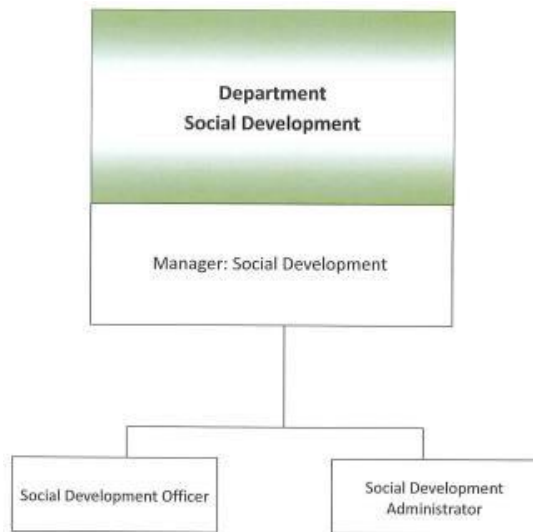 Department
Social Development
Manager: Social Development
Social Development Officer
Social Development
Administrator